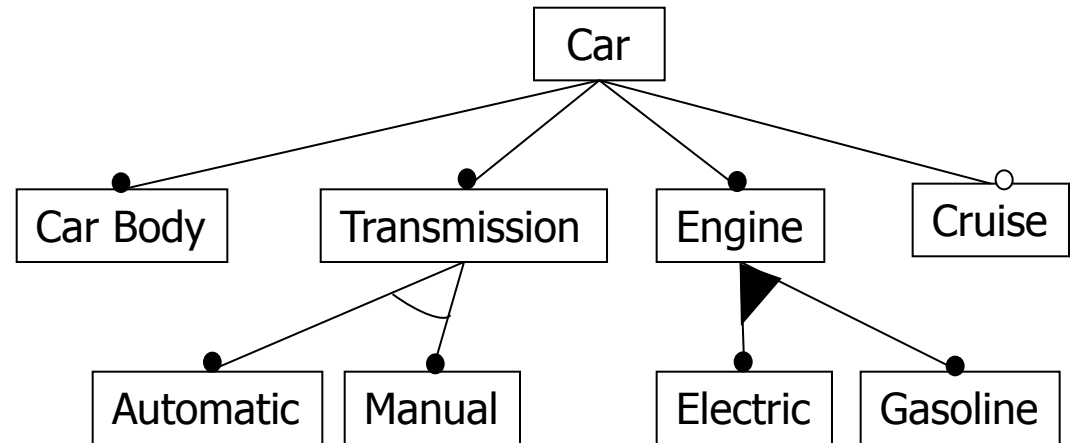 Car
Car Body
Transmission
Engine
Cruise
Automatic
Manual
Electric
Gasoline